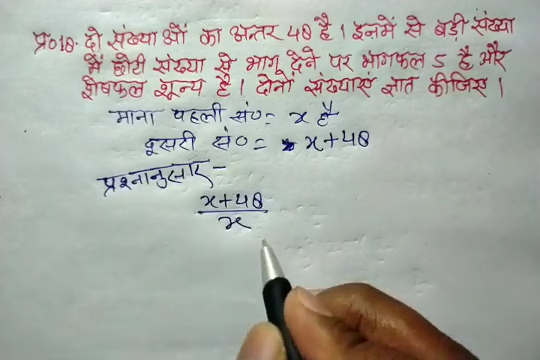 प्र०18. दो संख्याओं का अन्तर 48 है। इनमें से बड़ी संख्या
में छोटी संख्या से भाग देने पर भागफल 5 है और
शेषफल शून्य है। दोनों संख्याएं ज्ञात कीजिए।
माना पहली सं० = x है
दूसरी सं० = x+48
प्रश्नानुसार -
x+48
x